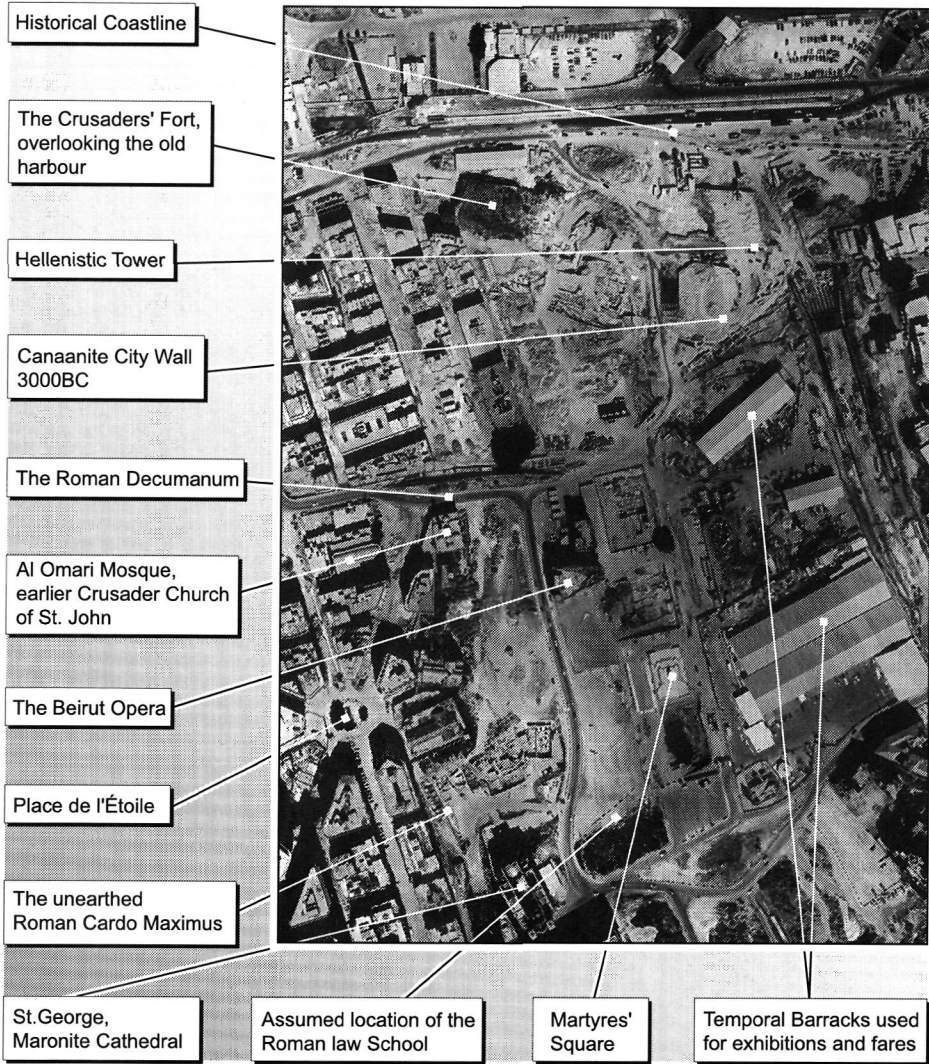 Historical Coastline
The Crusaders' Fort,
overlooking the old
harbour
Hellistic Tower
Canaanite City Wall
3000BC
The Roman Decumanum
Al Omari Mosque,
earlier Crusader Church
of St. John
The Beirut Opera
Place de l'Étoile
The unearthed
Roman Cardo Maximus
St.George,
Maronite Cathedral
Assumed location of the
Roman law School
Martyres'
Square
Temporal Barracks used
for exhibitions and fares